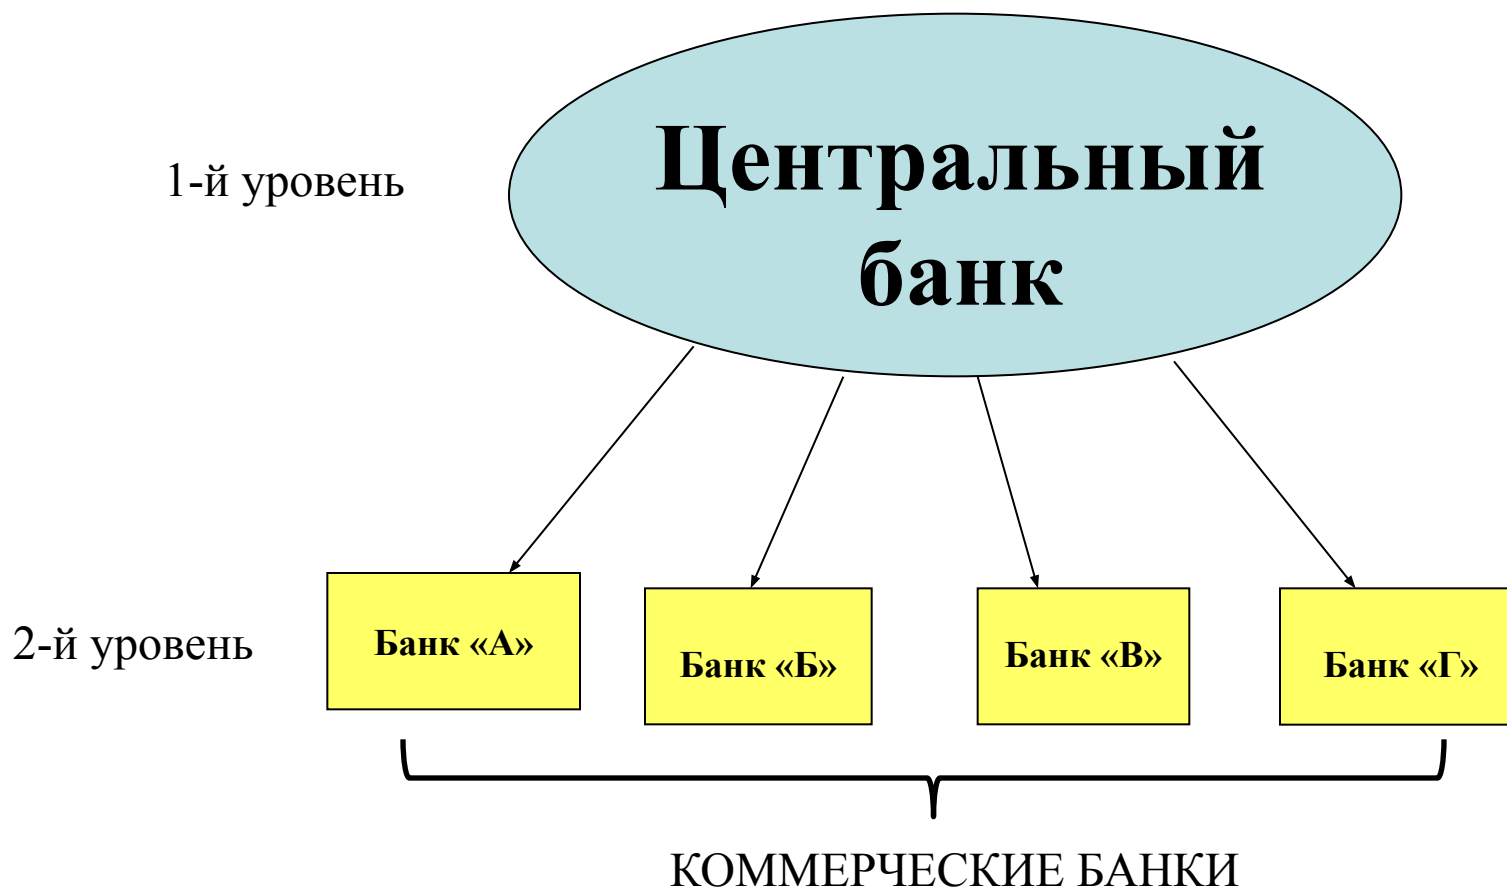 1-й уровень
Центральный
банк
2-й уровень
Банк «А»
Банк «Б»
Банк «В»
Банк «Г»
КОММЕРЧЕСКИЕ БАНКИ